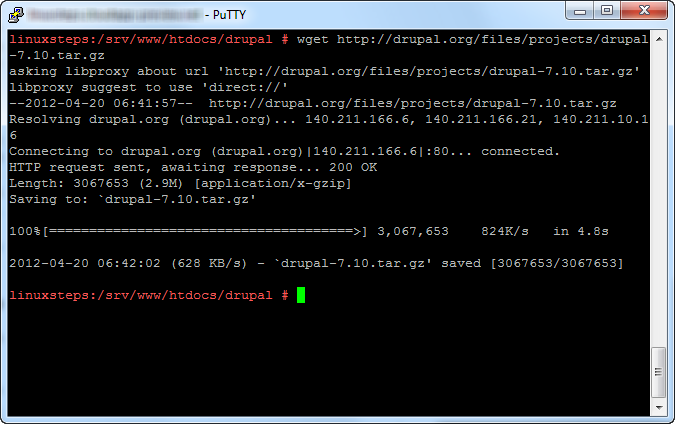 - PuTTY
linuxsteps:/srv/www/htdocs/drupal # wget http://drupal.org/files/projects/drupal
-7.10.tar.gz
asking libproxy about url 'http://drupal.org/files/projects/drupal-7.10.tar.gz'
libproxy suggest to use 'direct://'
--2012-04-20 06:41:57--  http://drupal.org/files/projects/drupal-7.10.tar.gz
Resolving drupal.org (drupal.org)... 140.211.166.6, 140.211.166.21, 140.211.10.1
6
Connecting to drupal.org (drupal.org)|140.211.166.6|:80... connected.
HTTP request sent, awaiting response... 200 OK
Length: 3067653 (2.9M) [application/x-gzip]
Saving to: `drupal-7.10.tar.gz'
100%[======================================>] 3,067,653    824K/s   in 4.8s
2012-04-20 06:42:02 (628 KB/s) - `drupal-7.10.tar.gz' saved [3067653/3067653]
linuxsteps:/srv/www/htdocs/drupal #